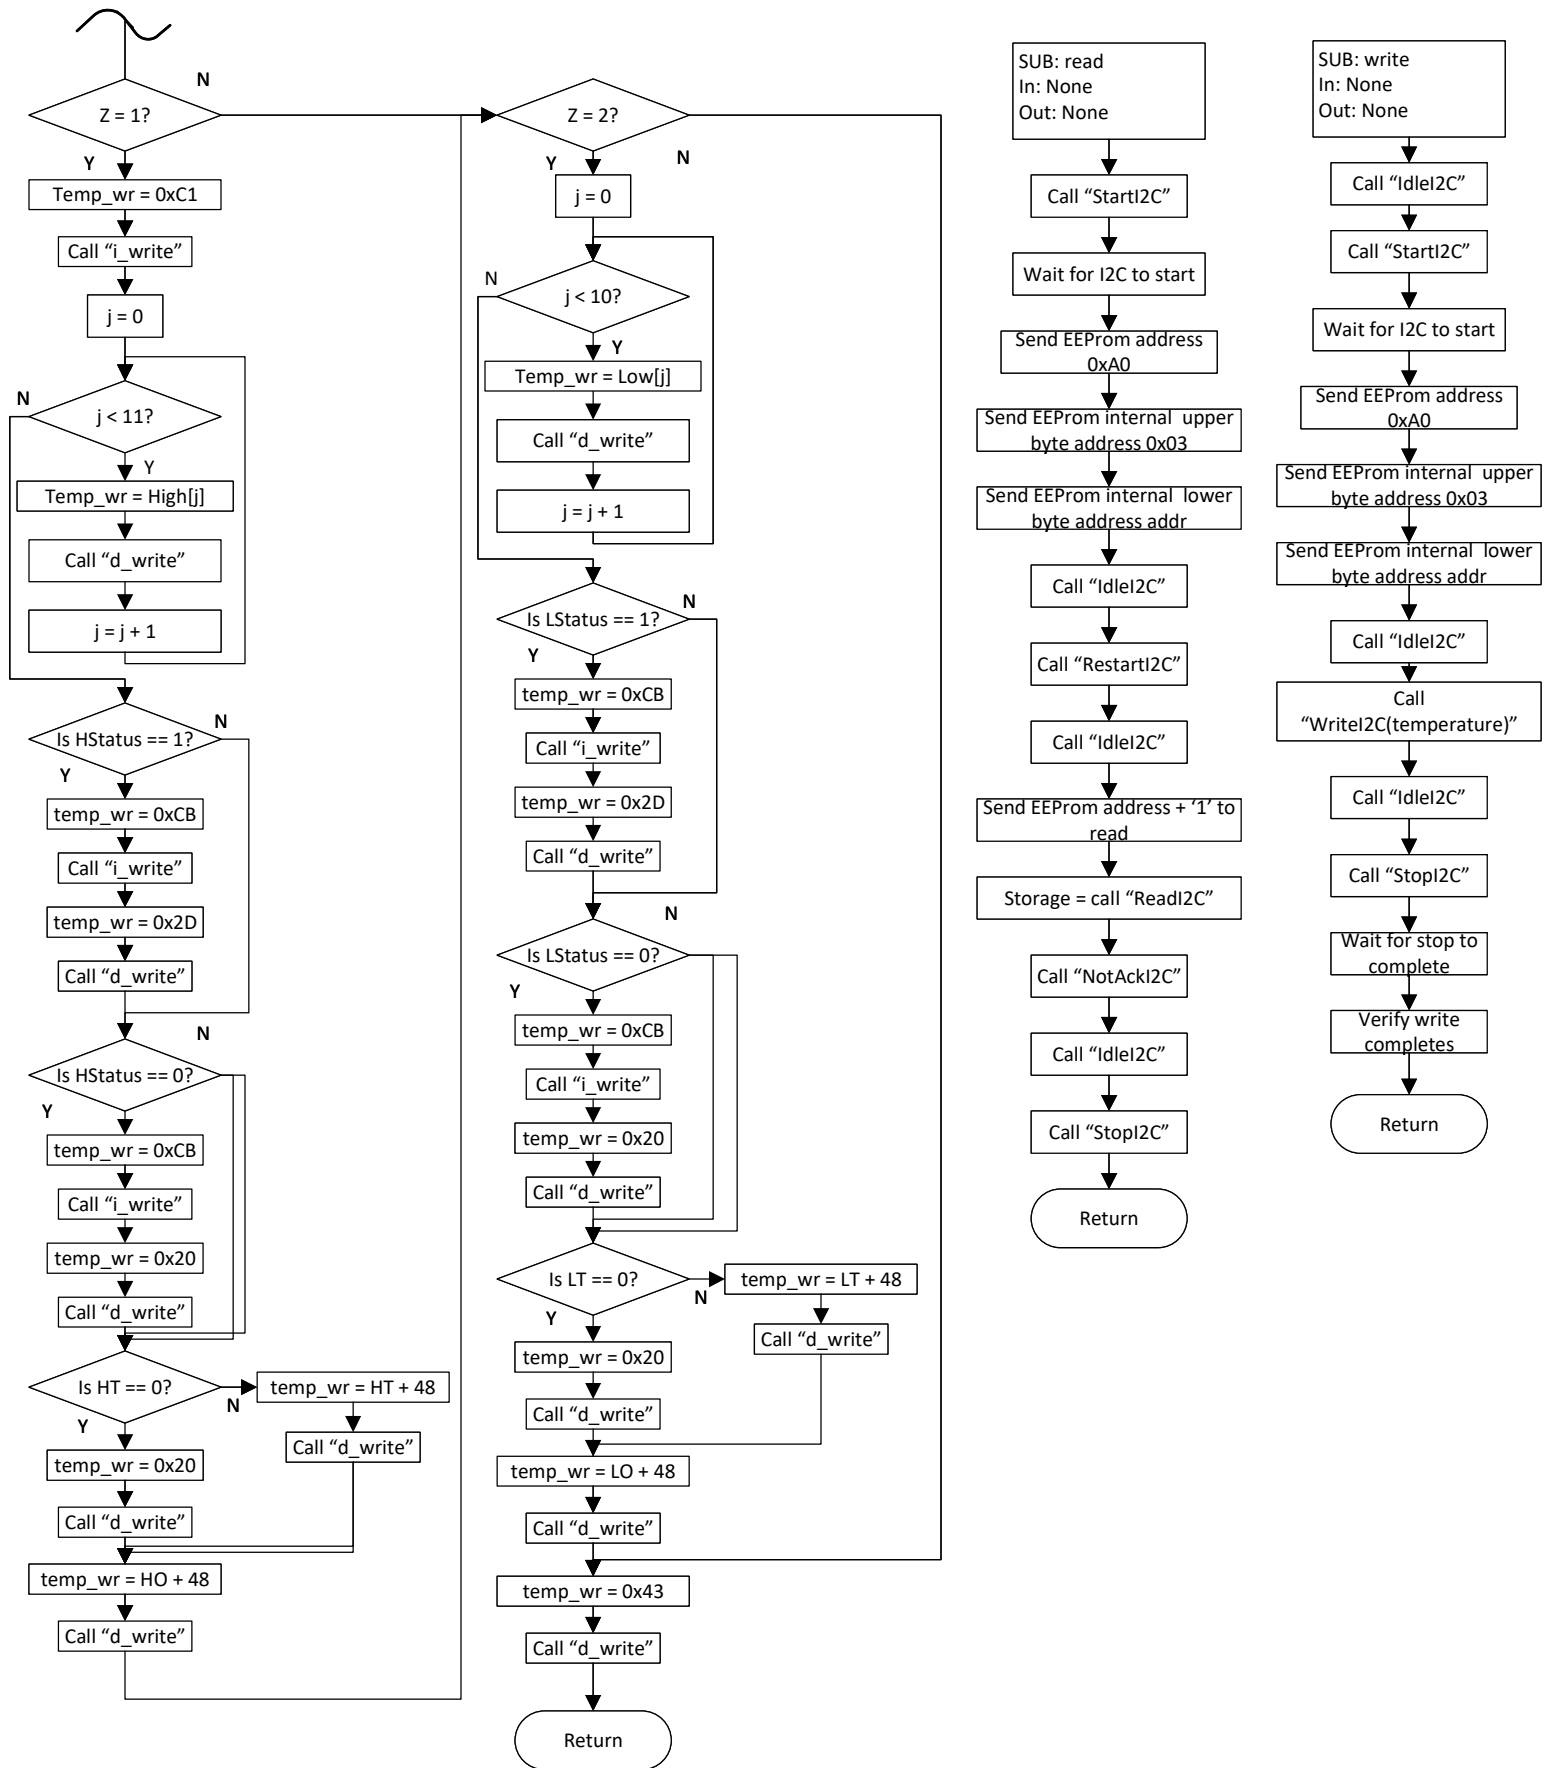 N
Z = 1?
Y
Temp_wr = 0xC1
Call “i_write”
j = 0
N
j < 11?
Y
Temp_wr = High[j]
Call “d_write”
j = j + 1
N
Is HStatus == 1?
Y
temp_wr = 0xCB
Call “i_write”
temp_wr = 0x2D
Call “d_write”
N
Is HStatus == 0?
Y
temp_wr = 0xCB
Call “i_write”
temp_wr = 0x20
Call “d_write”
Is HT == 0?
N
Y
temp_wr = HT + 48
Call “d_write”
temp_wr = 0x20
Call “d_write”
temp_wr = HO + 48
Call “d_write”
Z = 2?
Y
N
j = 0
N
j < 10?
Y
Temp_wr = Low[j]
Call “d_write”
j = j + 1
N
Is LStatus == 1?
Y
temp_wr = 0xCB
Call “i_write”
temp_wr = 0x2D
Call “d_write”
N
Is LStatus == 0?
Y
temp_wr = 0xCB
Call “i_write”
temp_wr = 0x20
Call “d_write”
Is LT == 0?
N
Y
temp_wr = LT + 48
Call “d_write”
temp_wr = 0x20
Call “d_write”
temp_wr = LO + 48
Call “d_write”
temp_wr = 0x43
Call “d_write”
Return
SUB: read
In: None
Out: None
Call “StartI2C”
Wait for I2C to start
Send EEProm address
0xA0
Send EEProm internal  upper
byte address 0x03
Send EEProm internal  lower
byte address addr
Call “IdleI2C”
Call “RestartI2C”
Call “IdleI2C”
Send EEProm address + ‘1’ to
read
Storage = call “ReadI2C”
Call “NotAckI2C”
Call “IdleI2C”
Call “StopI2C”
Return
SUB: write
In: None
Out: None
Call “IdleI2C”
Call “StartI2C”
Wait for I2C to start
Send EEProm address
0xA0
Send EEProm internal  upper
byte address 0x03
Send EEProm internal  lower
byte address addr
Call “IdleI2C”
Call
“WriteI2C(temperature)”
Call “IdleI2C”
Call “StopI2C”
Wait for stop to
complete
Verify write
completes
Return